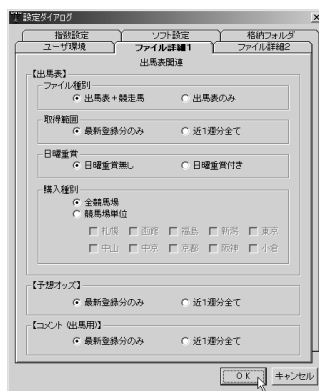 設定ダイアログ
指数設定 ソフト設定 格納フォルダ
ユーザ環境 ファイル詳細1 ファイル詳細2
出馬表関連
【出馬表】
ファイル種別
出馬表+競走馬 出馬表のみ
取得範囲
最新登録分のみ 近1週分全て
日曜重賞
日曜重賞無し 日曜重賞付き
購入種別
全競馬場
競馬場単位
札幌 函館 福島 新潟 東京
中山 中京 京都 阪神 小倉
【予想オッズ】
最新登録分のみ 近1週分全て
【コメント(出馬用)】
最新登録分のみ 近1週分全て
OK キャンセル